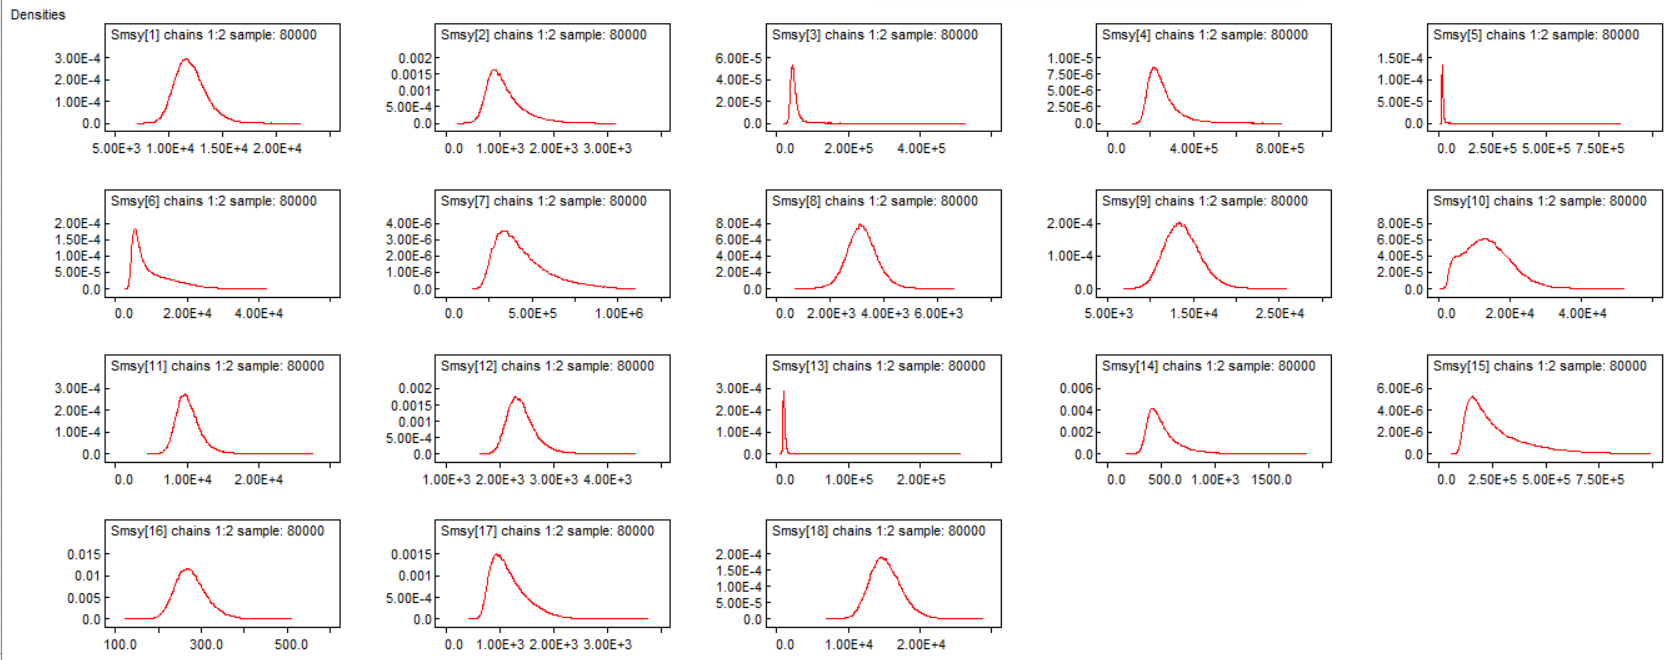 Densities
Smsy[1] chains 1:2 sample: 80000
3.00E-4
2.00E-4
1.00E-4
0.0
5.00E+3 1.00E+4 1.50E+4 2.00E+4
Smsy[2] chains 1:2 sample: 80000
0.002
0.0015
0.001
5.00E-4
0.0
0.0 1.00E+3 2.00E+3 3.00E+3
Smsy[3] chains 1:2 sample: 80000
6.00E-5
4.00E-5
2.00E-5
0.0
0.0 2.00E+5 4.00E+5
Smsy[4] chains 1:2 sample: 80000
1.00E-5
7.50E-6
5.00E-6
2.50E-6
0.0
0.0 4.00E+5 8.00E+5
Smsy[5] chains 1:2 sample: 80000
1.50E-4
1.00E-4
5.00E-5
0.0
0.0 2.50E+5 5.00E+5 7.50E+5
Smsy[6] chains 1:2 sample: 80000
2.00E-4
1.50E-4
1.00E-4
5.00E-5
0.0
0.0 2.00E+4 4.00E+4
Smsy[7] chains 1:2 sample: 80000
4.00E-6
3.00E-6
2.00E-6
1.00E-6
0.0
0.0 5.00E+5 1.00E+6
Smsy[8] chains 1:2 sample: 80000
8.00E-4
6.00E-4
4.00E-4
2.00E-4
0.0
0.0 2.00E+3 4.00E+3 6.00E+3
Smsy[9] chains 1:2 sample: 80000
2.00E-4
1.00E-4
0.0
5.00E+3 1.50E+4 2.50E+4
Smsy[10] chains 1:2 sample: 80000
8.00E-5
6.00E-5
4.00E-5
2.00E-5
0.0
0.0 2.00E+4 4.00E+4
Smsy[11] chains 1:2 sample: 80000
3.00E-4
2.00E-4
1.00E-4
0.0
0.0 1.00E+4 2.00E+4
Smsy[12] chains 1:2 sample: 80000
0.002
0.0015
0.001
5.00E-4
0.0
1.00E+3 2.00E+3 3.00E+3 4.00E+3
Smsy[13] chains 1:2 sample: 80000
3.00E-4
2.00E-4
1.00E-4
0.0
0.0 1.00E+5 2.00E+5
Smsy[14] chains 1:2 sample: 80000
0.006
0.004
0.002
0.0
0.0 500.0 1.00E+3 1500.0
Smsy[15] chains 1:2 sample: 80000
6.00E-6
4.00E-6
2.00E-6
0.0
0.0 2.50E+5 5.00E+5 7.50E+5
Smsy[16] chains 1:2 sample: 80000
0.015
0.01
0.005
0.0
100.0 300.0 500.0
Smsy[17] chains 1:2 sample: 80000
0.0015
0.001
5.00E-4
0.0
0.0 1.00E+3 2.00E+3 3.00E+3
Smsy[18] chains 1:2 sample: 80000
2.00E-4
1.50E-4
1.00E-4
5.00E-5
0.0
0.0 1.00E+4 2.00E+4